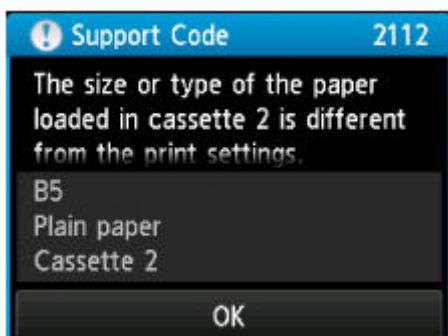 Support Code 2112
The size or type of the paper
loaded in cassette 2 is different
from the print settings.
B5
Plain paper
Cassette 2
OK